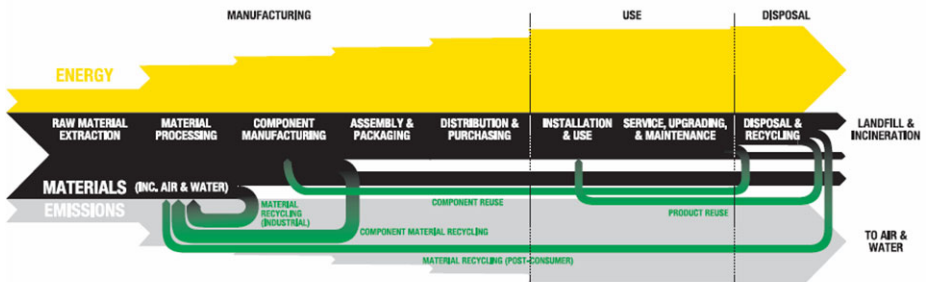 MANUFACTURING
USE
DISPOSAL
ENERGY
RAW MATERIAL
EXTRACTION
MATERIAL
PROCESSING
COMPONENT
MANUFACTURING
ASSEMBLY &
PACKAGING
DISTRIBUTION &
PURCHASING
INSTALLATION
& USE
SERVICE, UPGRADING,
& MAINTENANCE
DISPOSAL &
RECYCLING
LANDFILL &
INCINERATION
MATERIALS (INC. AIR & WATER)
EMISSIONS
MATERIAL
RECYCLING
(INDUSTRIAL)
COMPONENT REUSE
PRODUCT REUSE
COMPONENT MATERIAL RECYCLING
TO AIR &
WATER
MATERIAL RECYCLING (POST-CONSUMER)